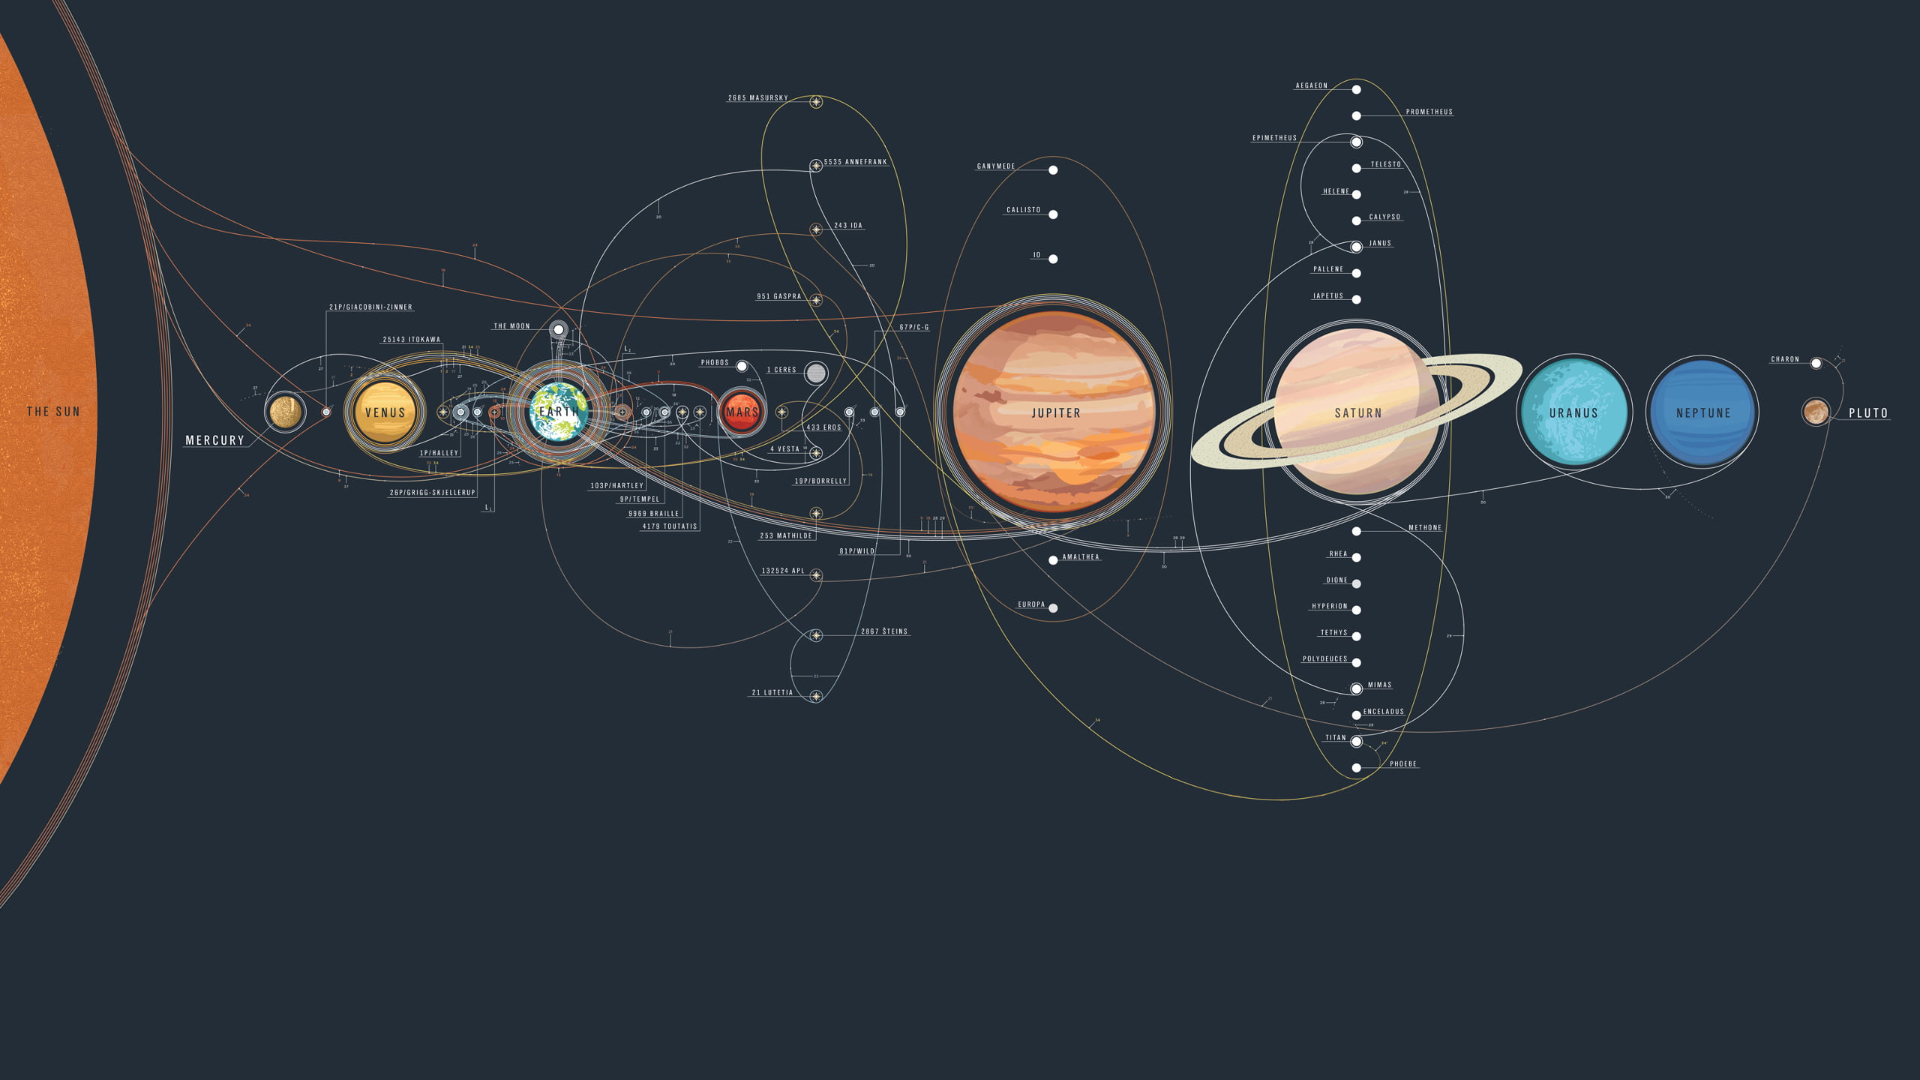 THE SUN
MERCURY
21P/GIACOBINI-ZINNER
VENUS
25143 ITOKAWA
1P/HALLEY
26P/GRIGG-SKJELLERUP
L1
THE MOON
EARTH
L2
103P/HARTLEY
9P/TEMPEL
9969 BRAILLE
4179 TOUTATIS
PHOBOS
MARS
2685 MASURSKY
5535 ANNEFRANK
243 IDA
951 GASPRA
1 CERES
433 EROS
4 VESTA
19P/BORRELLY
253 MATHILDE
81P/WILD
132524 APL
2867 ŠTEINS
21 LUTETIA
67P/C-G
GANYMEDE
CALLISTO
IO
JUPITER
AMALTHEA
EUROPA
AEGAEON
PROMETHEUS
EPIMETHEUS
TELESTO
HELENE
CALYPSO
JANUS
PALLENE
IAPETUS
SATURN
METHONE
RHEA
DIONE
HYPERION
TETHYS
POLYDEUCES
MIMAS
ENCELADUS
TITAN
PHOEBE
URANUS
NEPTUNE
CHARON
PLUTO